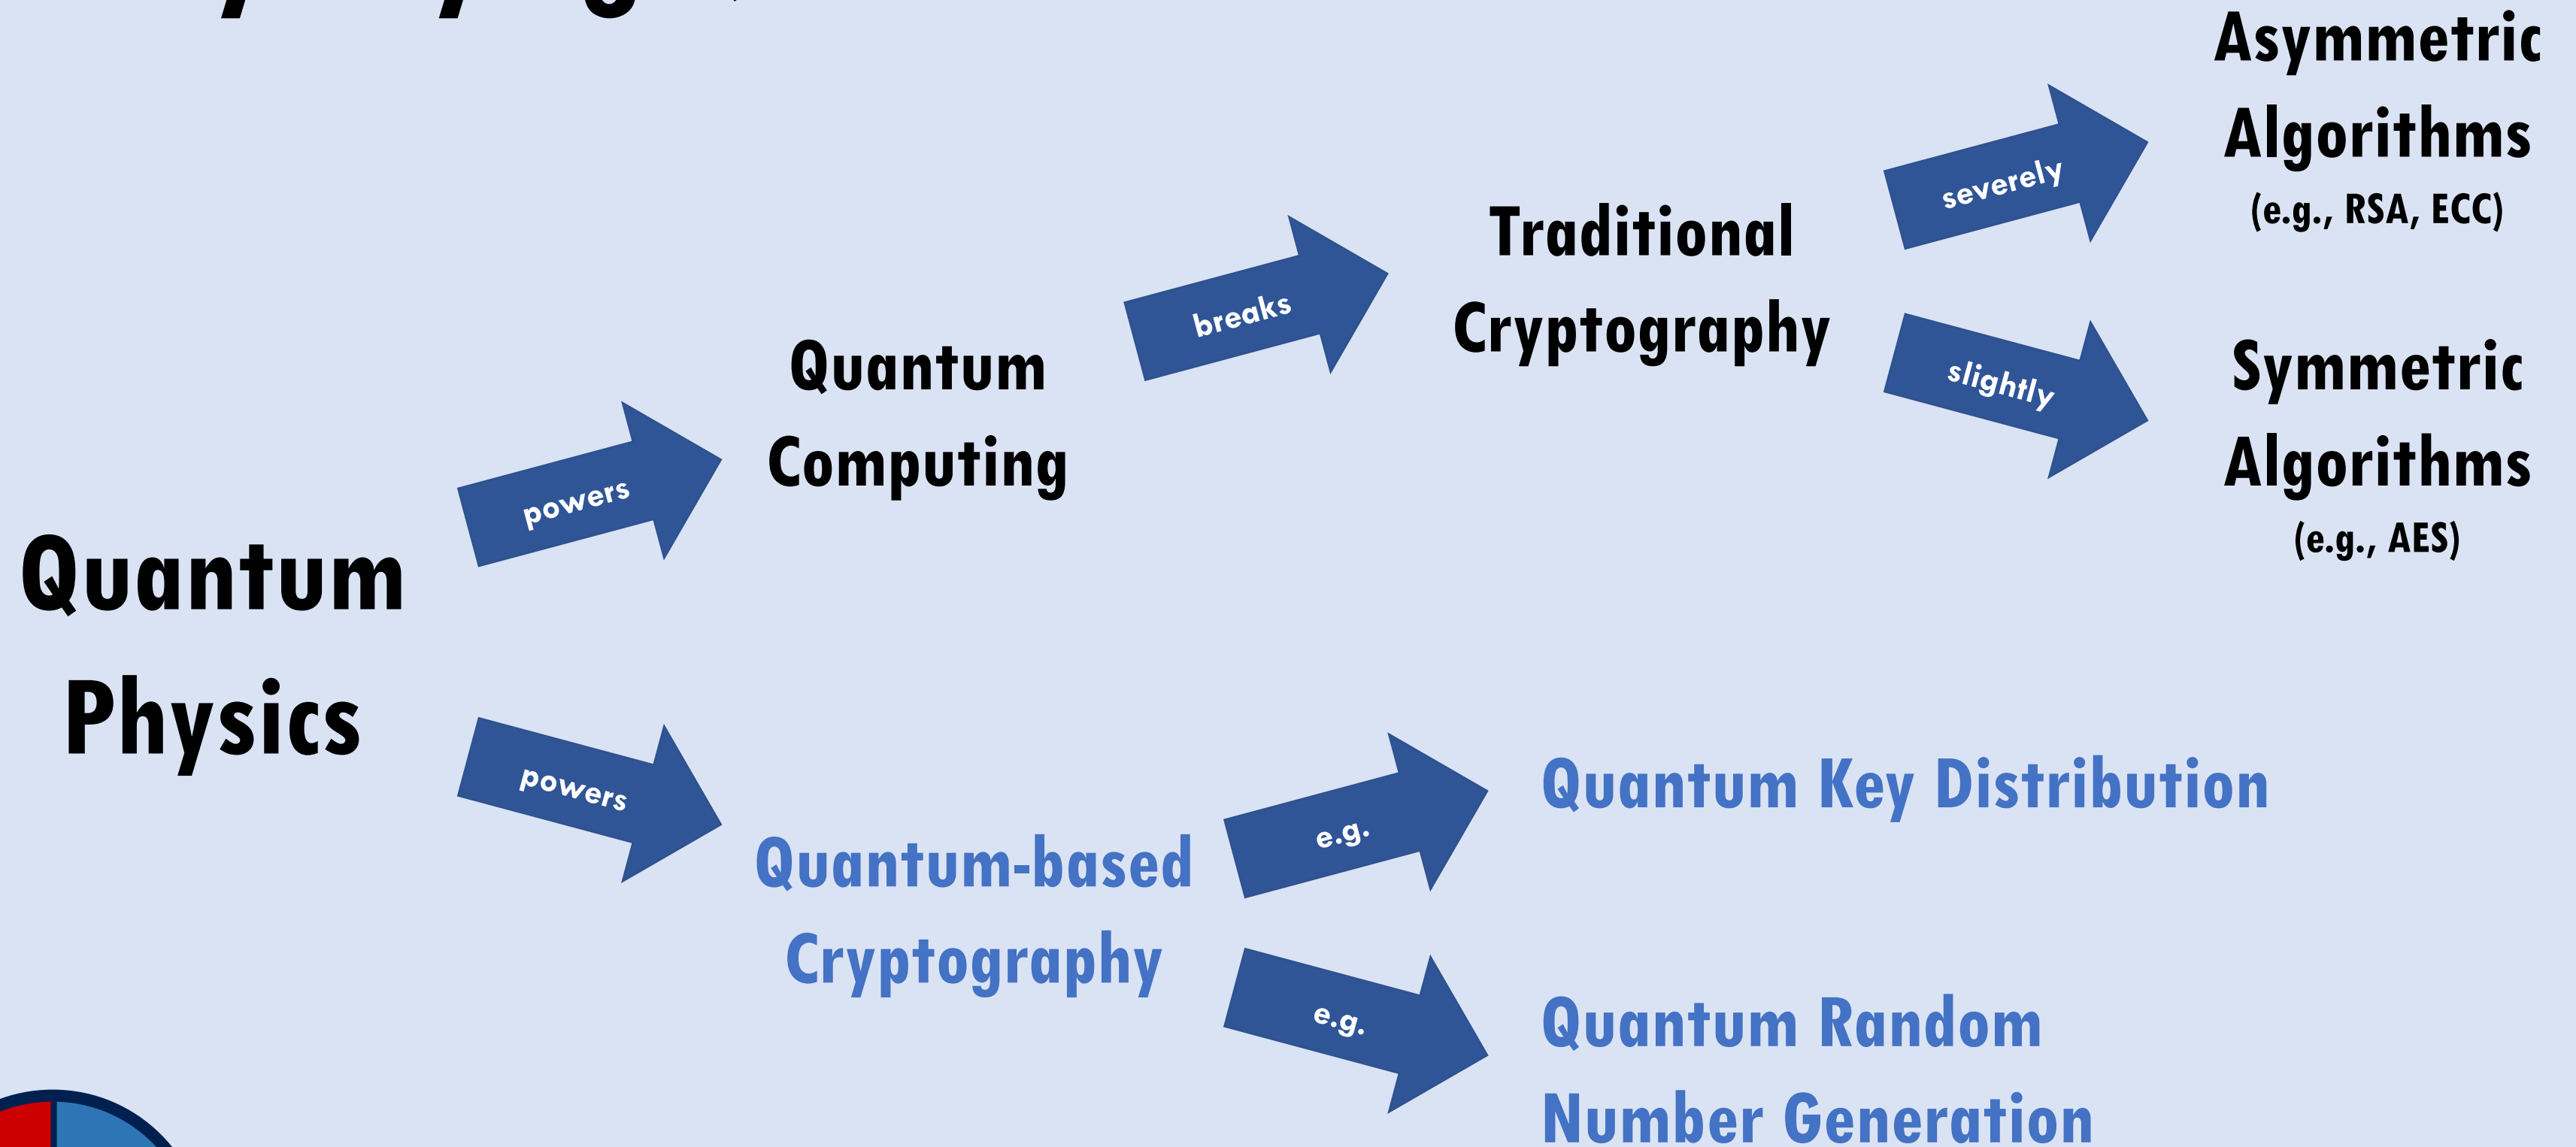 Quantum
Physics
powers
Quantum
Computing
breaks
Traditional
Cryptography
severely
Asymmetric
Algorithms
(e.g., RSA, ECC)
slightly
Symmetric
Algorithms
(e.g., AES)
powers
Quantum-based
Cryptography
e.g.
Quantum Key Distribution
e.g.
Quantum Random
Number Generation